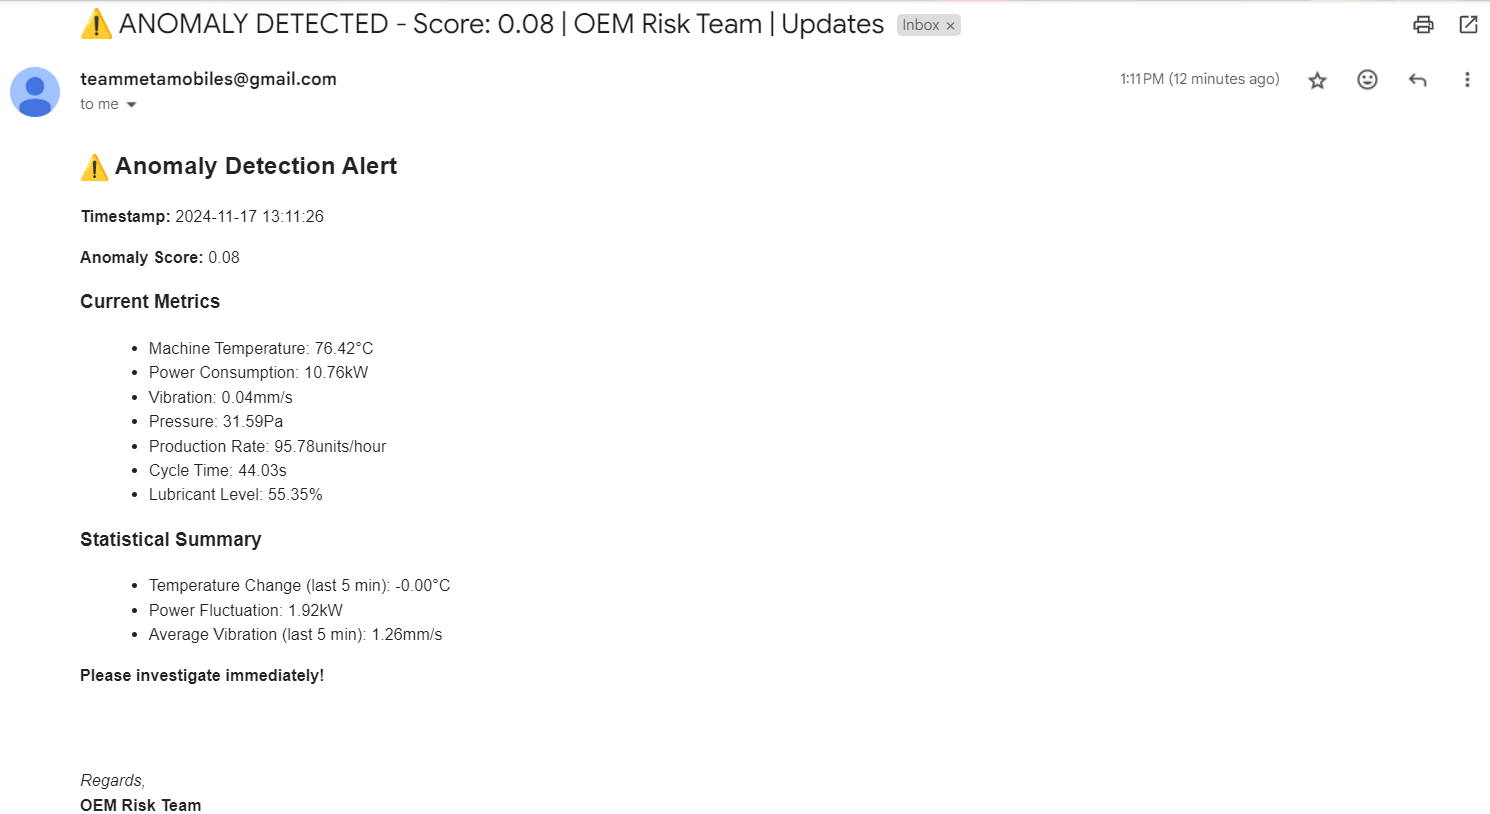 ⚠️ ANOMALY DETECTED - Score: 0.08 | OEM Risk Team | Updates Inbox ×
teammetamobiles@gmail.com 1:11 PM (12 minutes ago)
to me
⚠️ Anomaly Detection Alert
Timestamp: 2024-11-17 13:11:26
Anomaly Score: 0.08
Current Metrics
• Machine Temperature: 76.42°C
• Power Consumption: 10.76kW
• Vibration: 0.04mm/s
• Pressure: 31.59Pa
• Production Rate: 95.78units/hour
• Cycle Time: 44.03s
• Lubricant Level: 55.35%
Statistical Summary
• Temperature Change (last 5 min): -0.00°C
• Power Fluctuation: 1.92kW
• Average Vibration (last 5 min): 1.26mm/s
Please investigate immediately!
Regards,
OEM Risk Team